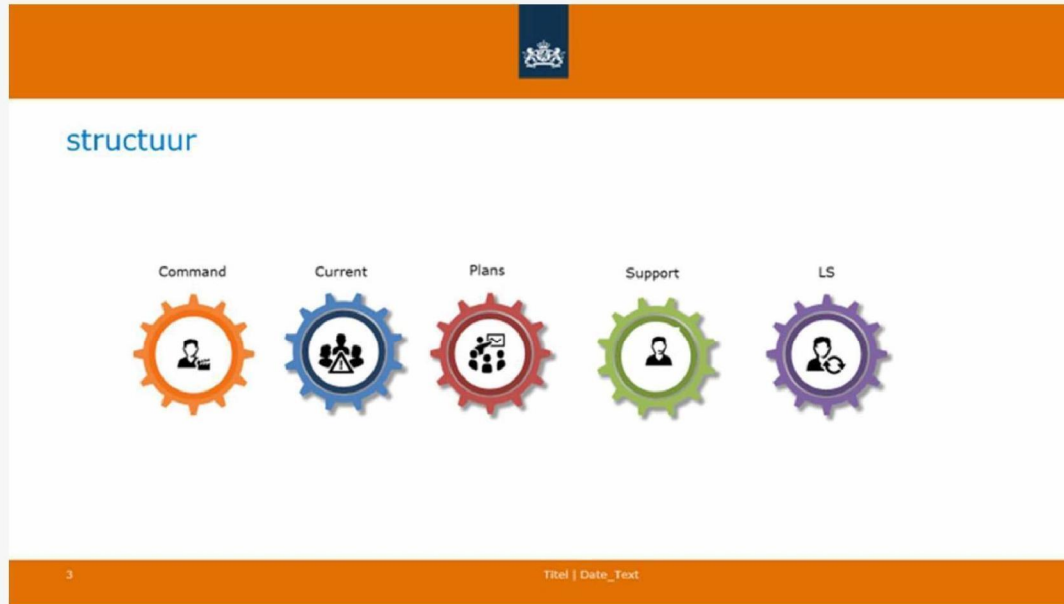 structuur
Command
Current
Plans
Support
LS
3
Titel | Date_Text